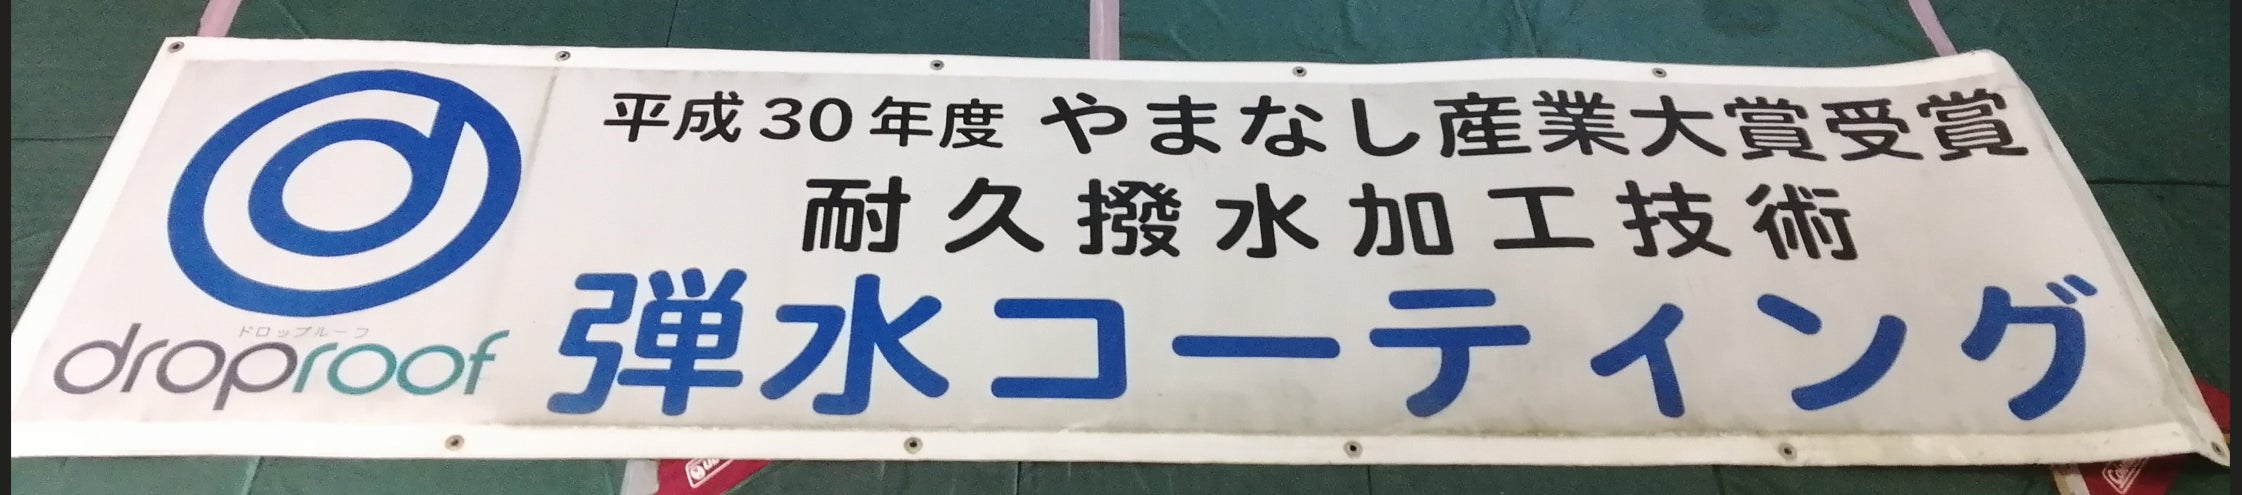 平成30年度 やまなし産業大賞受賞
耐久撥水加工技術
弾水コーティング
ドロップルーフ
droproof